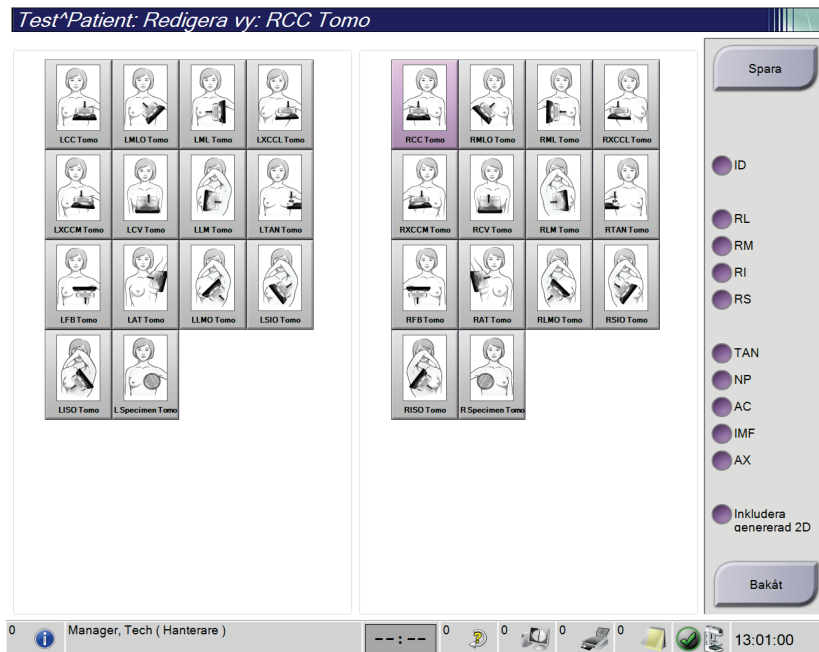 Test^Patient: Redigera vy: RCC Tomo
LCC Tomo LMLO Tomo LML Tomo LXCCL Tomo
LXCCM Tomo LCV Tomo LLM Tomo LTAN Tomo
LFB Tomo LAT Tomo LLMO Tomo LSIO Tomo
LISO Tomo L Specimen Tomo
RCC Tomo RMLO Tomo RML Tomo RXCCL Tomo
RXCCM Tomo RCV Tomo RLM Tomo RTAN Tomo
RFB Tomo RAT Tomo RLMO Tomo RSIO Tomo
RISO Tomo R Specimen Tomo
Spara
ID
RL
RM
RI
RS
TAN
NP
AC
IMF
AX
Inkludera
genererad 2D
Bakåt
0 Manager, Tech ( Hanterare ) --:-- 0 0 0 0 13:01:00